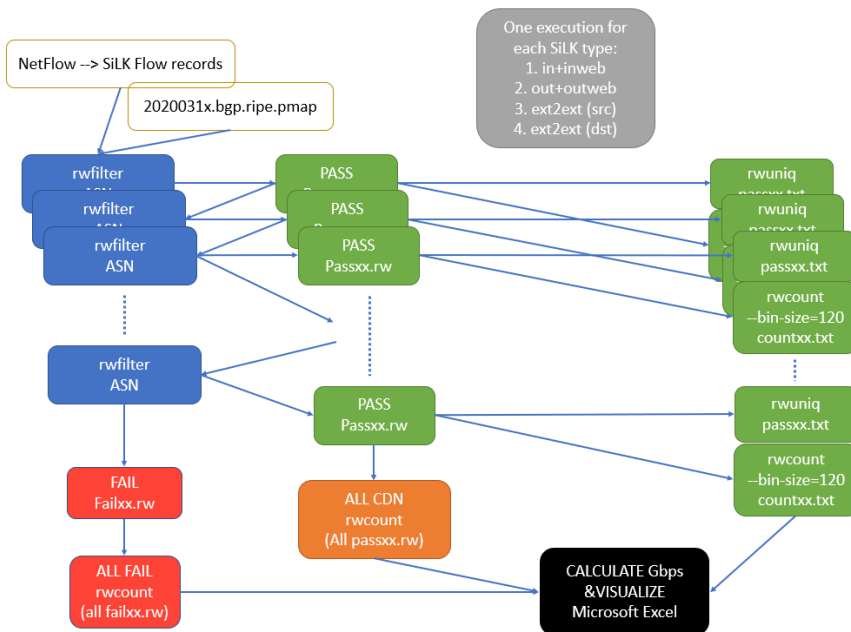 One execution for
each SiLK type:
1. in+inweb
2. out+outweb
3. ext2ext (src)
4. ext2ext (dst)
NetFlow --> SiLK Flow records
2020031x.bgp.ripe.pmap
rwfilter
PASS
rwuniq
rwfilter
PASS
rwuniq
rwfilter
ASN
PASS
Passxx.rw
rwuniq
passxx.txt
rwcount
--bin-size=120
countxx.txt
rwfilter
ASN
PASS
Passxx.rw
rwuniq
passxx.txt
rwcount
--bin-size=120
countxx.txt
FAIL
Failxx.rw
ALL CDN
rwcount
(All passxx.rw)
ALL FAIL
rwcount
(all failxx.rw)
CALCULATE Gbps
&VISUALIZE
Microsoft Excel